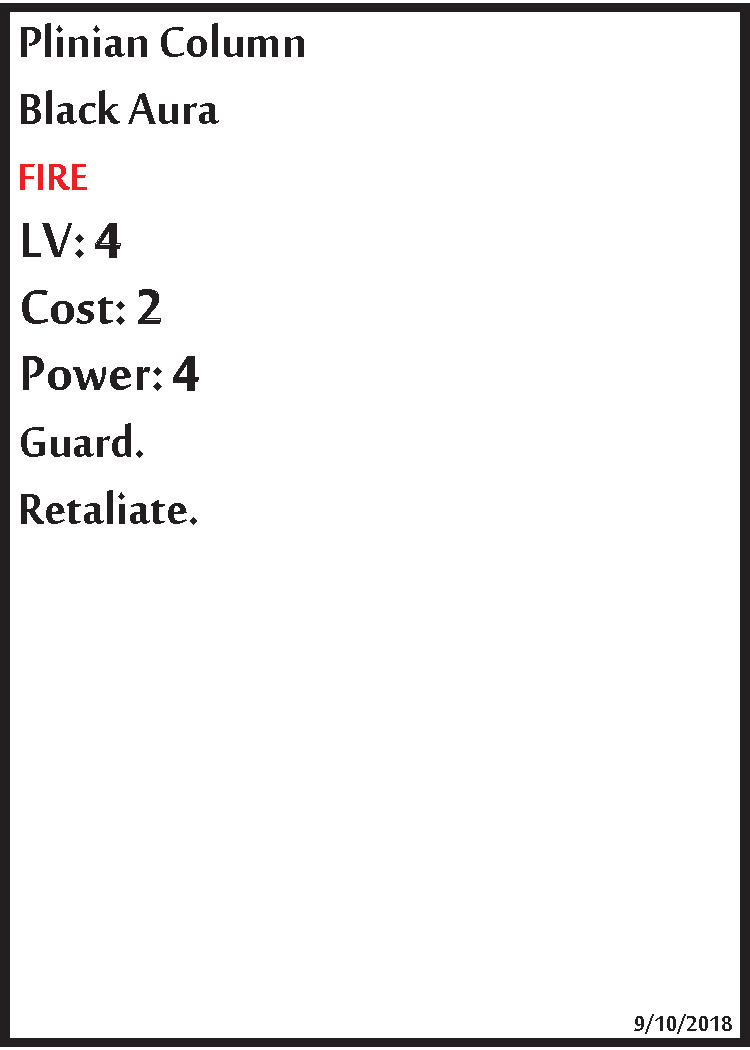 Plinian Column
Black Aura
FIRE
LV: 4
Cost: 2
Power: 4
Guard.
Retaliate.
9/10/2018